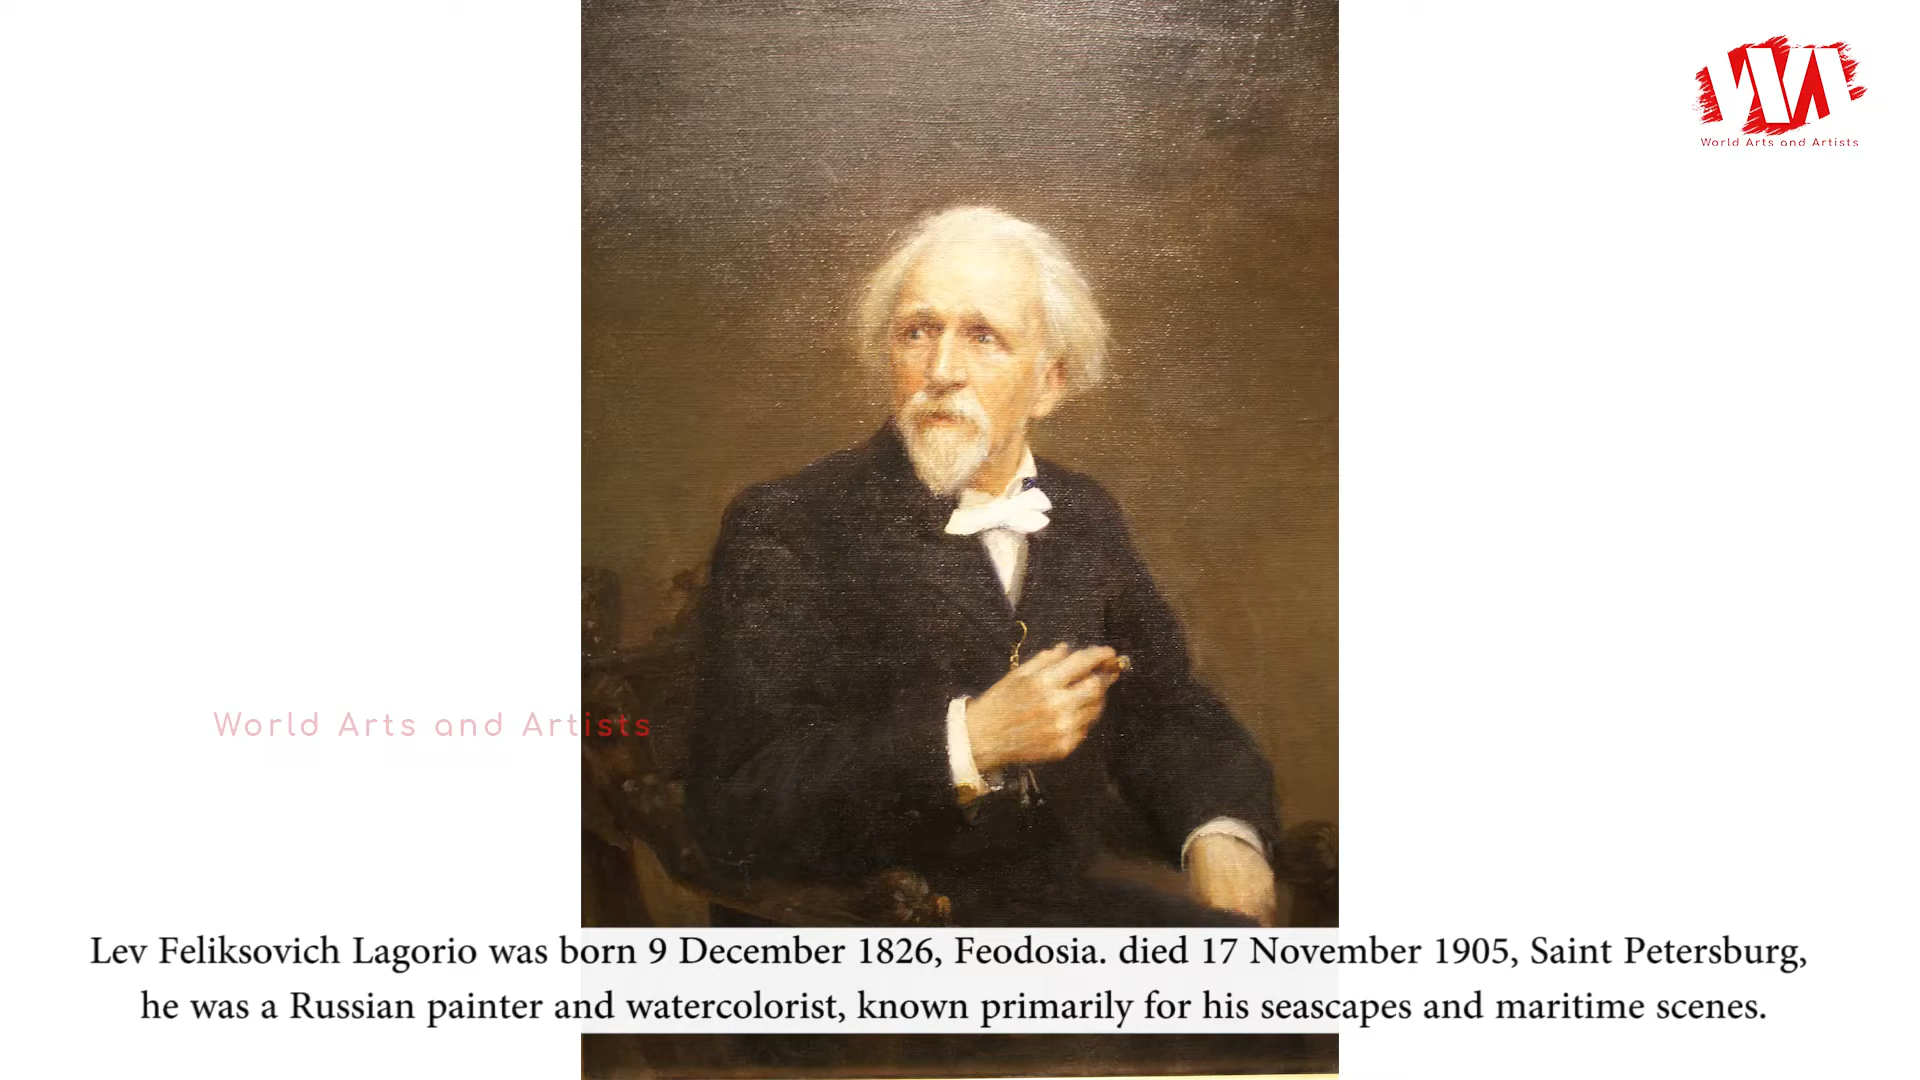 World Arts and Artists
World Arts and Artists
Lev Feliksovich Lagorio was born 9 December 1826, Feodosia. died 17 November 1905, Saint Petersburg,
he was a Russian painter and watercolorist, known primarily for his seascapes and maritime scenes.